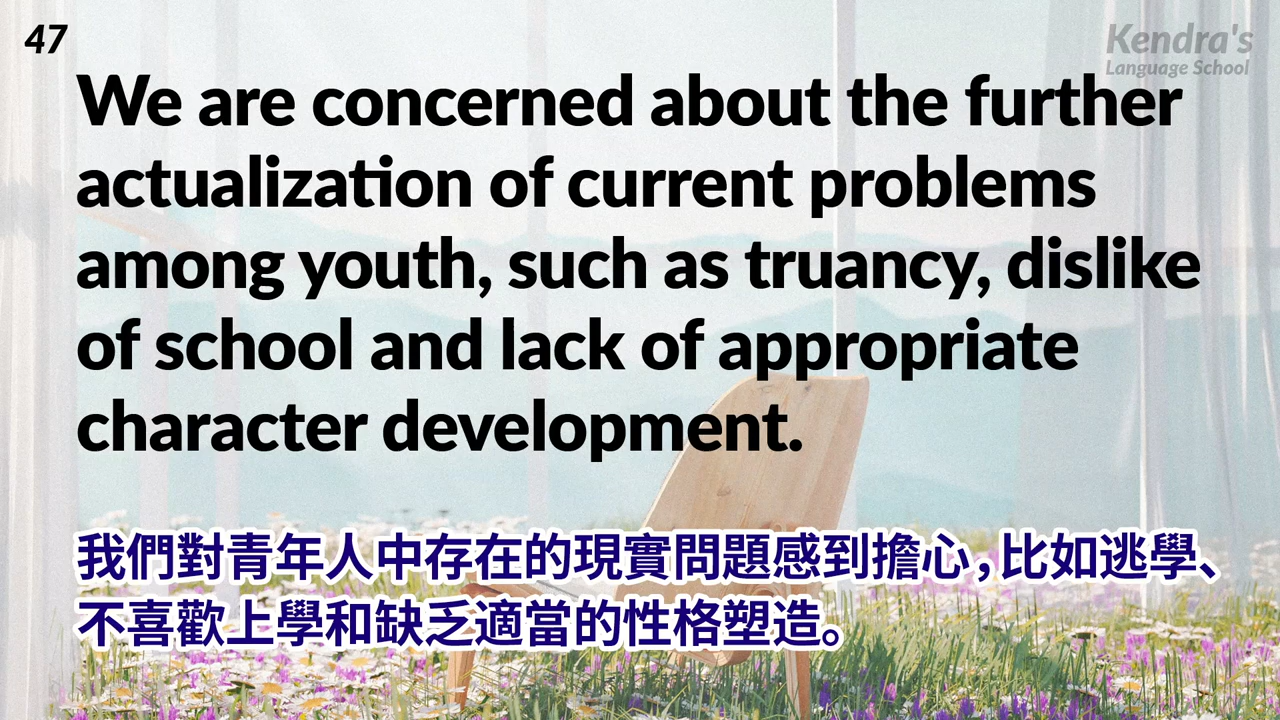 47
Kendra's
Language School
We are concerned about the further
actualization of current problems
among youth, such as truancy, dislike
of school and lack of appropriate
character development.
我們對青年人中存在的現實問題感到擔心，比如逃學、
不喜歡上學和缺乏適當的性格塑造。